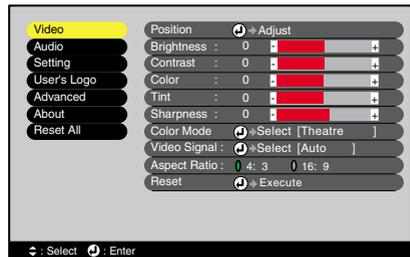 Video
Audio
Setting
User's Logo
Advanced
About
Reset All
Position Adjust
Brightness : 0 - +
Contrast : 0 - +
Color : 0 - +
Tint : 0 - +
Sharpness : 0 - +
Color Mode Select [Theatre ]
Video Signal : Select [Auto ]
Aspect Ratio : 4: 3 16: 9
Reset Execute
: Select : Enter